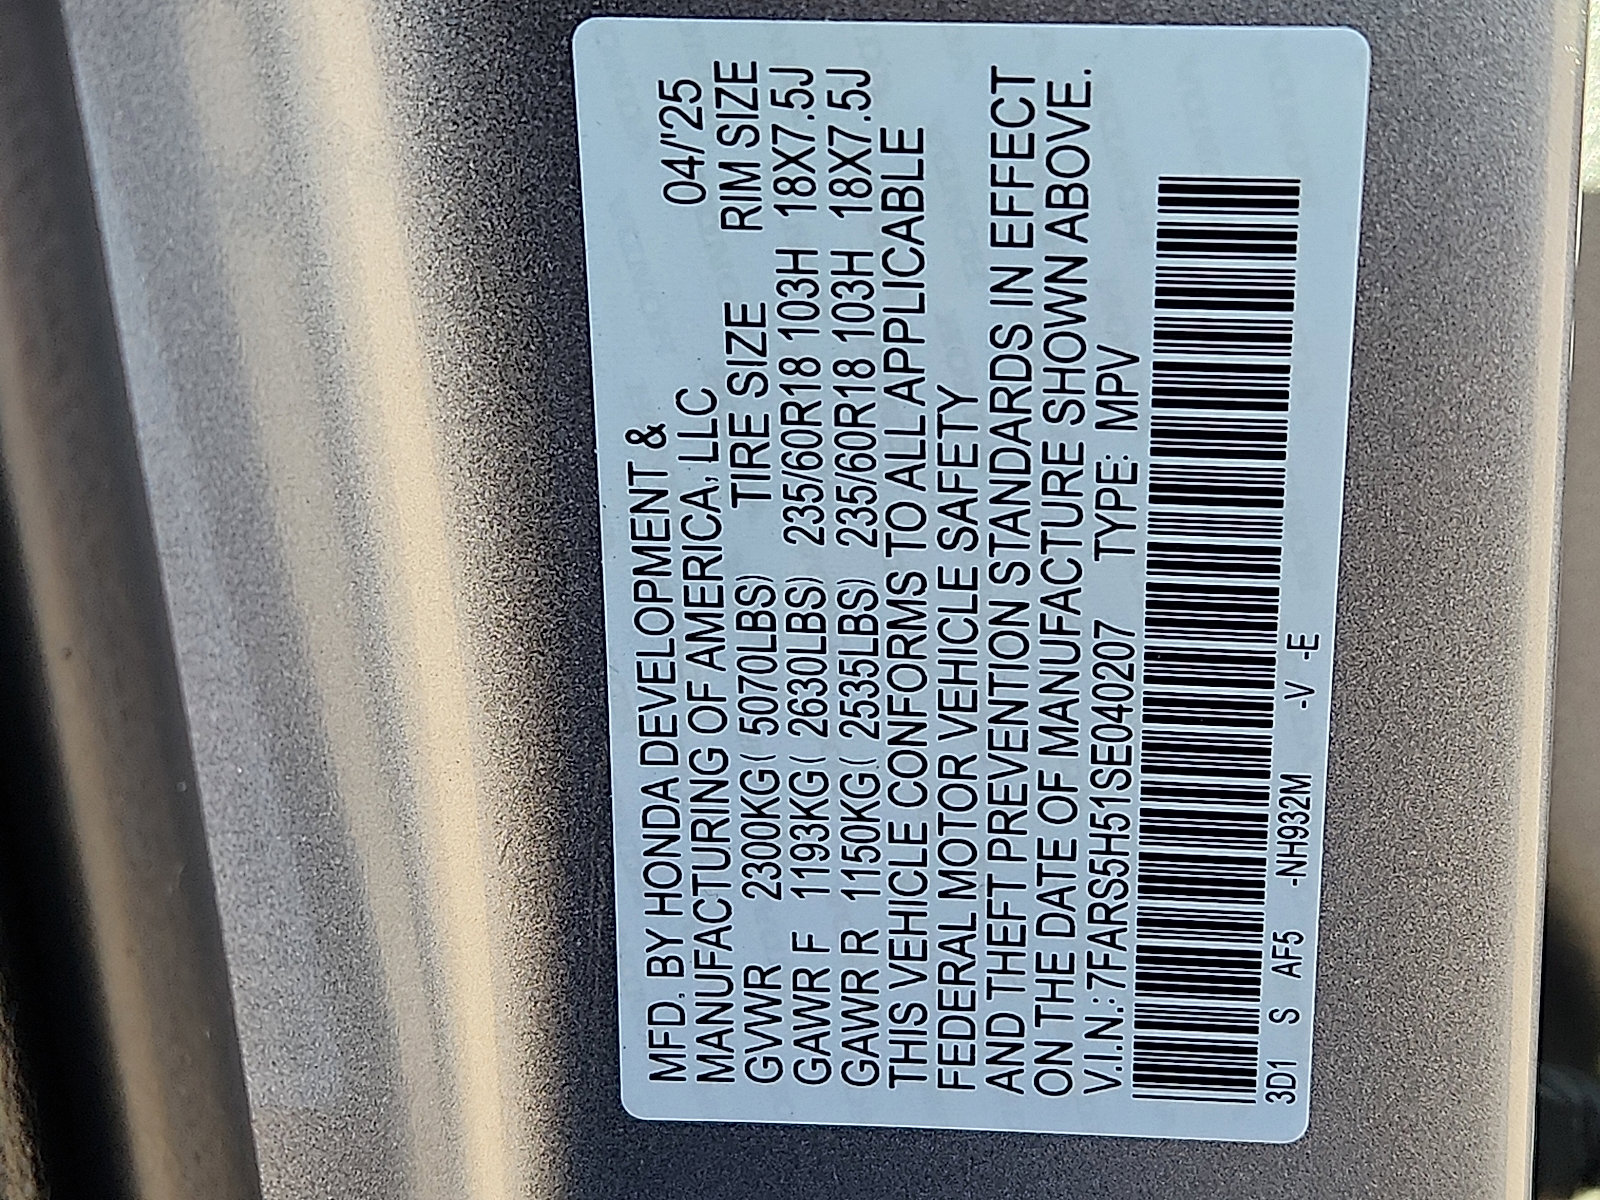 MFD. BY HONDA DEVELOPMENT &
MANUFACTURING OF AMERICA, LLC 04/'25
GVWR 2300KG( 5070LBS) TIRE SIZE RIM SIZE
GAWR F 1193KG( 2630LBS) 235/60R18 103H 18X7.5J
GAWR R 1150KG( 2535LBS) 235/60R18 103H 18X7.5J
THIS VEHICLE CONFORMS TO ALL APPLICABLE
FEDERAL MOTOR VEHICLE SAFETY
AND THEFT PREVENTION STANDARDS IN EFFECT
ON THE DATE OF MANUFACTURE SHOWN ABOVE.
V.I.N.: 7FARS5H51SE040207 TYPE: MPV
3D1 S AF5 -NH932M -V -E